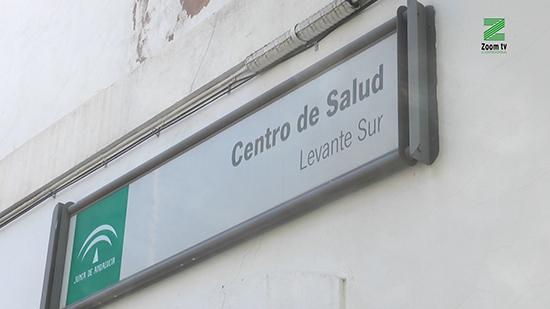 Z
Zoom tv
Centro de Salud
Levante Sur
JUNTA DE ANDALUCIA